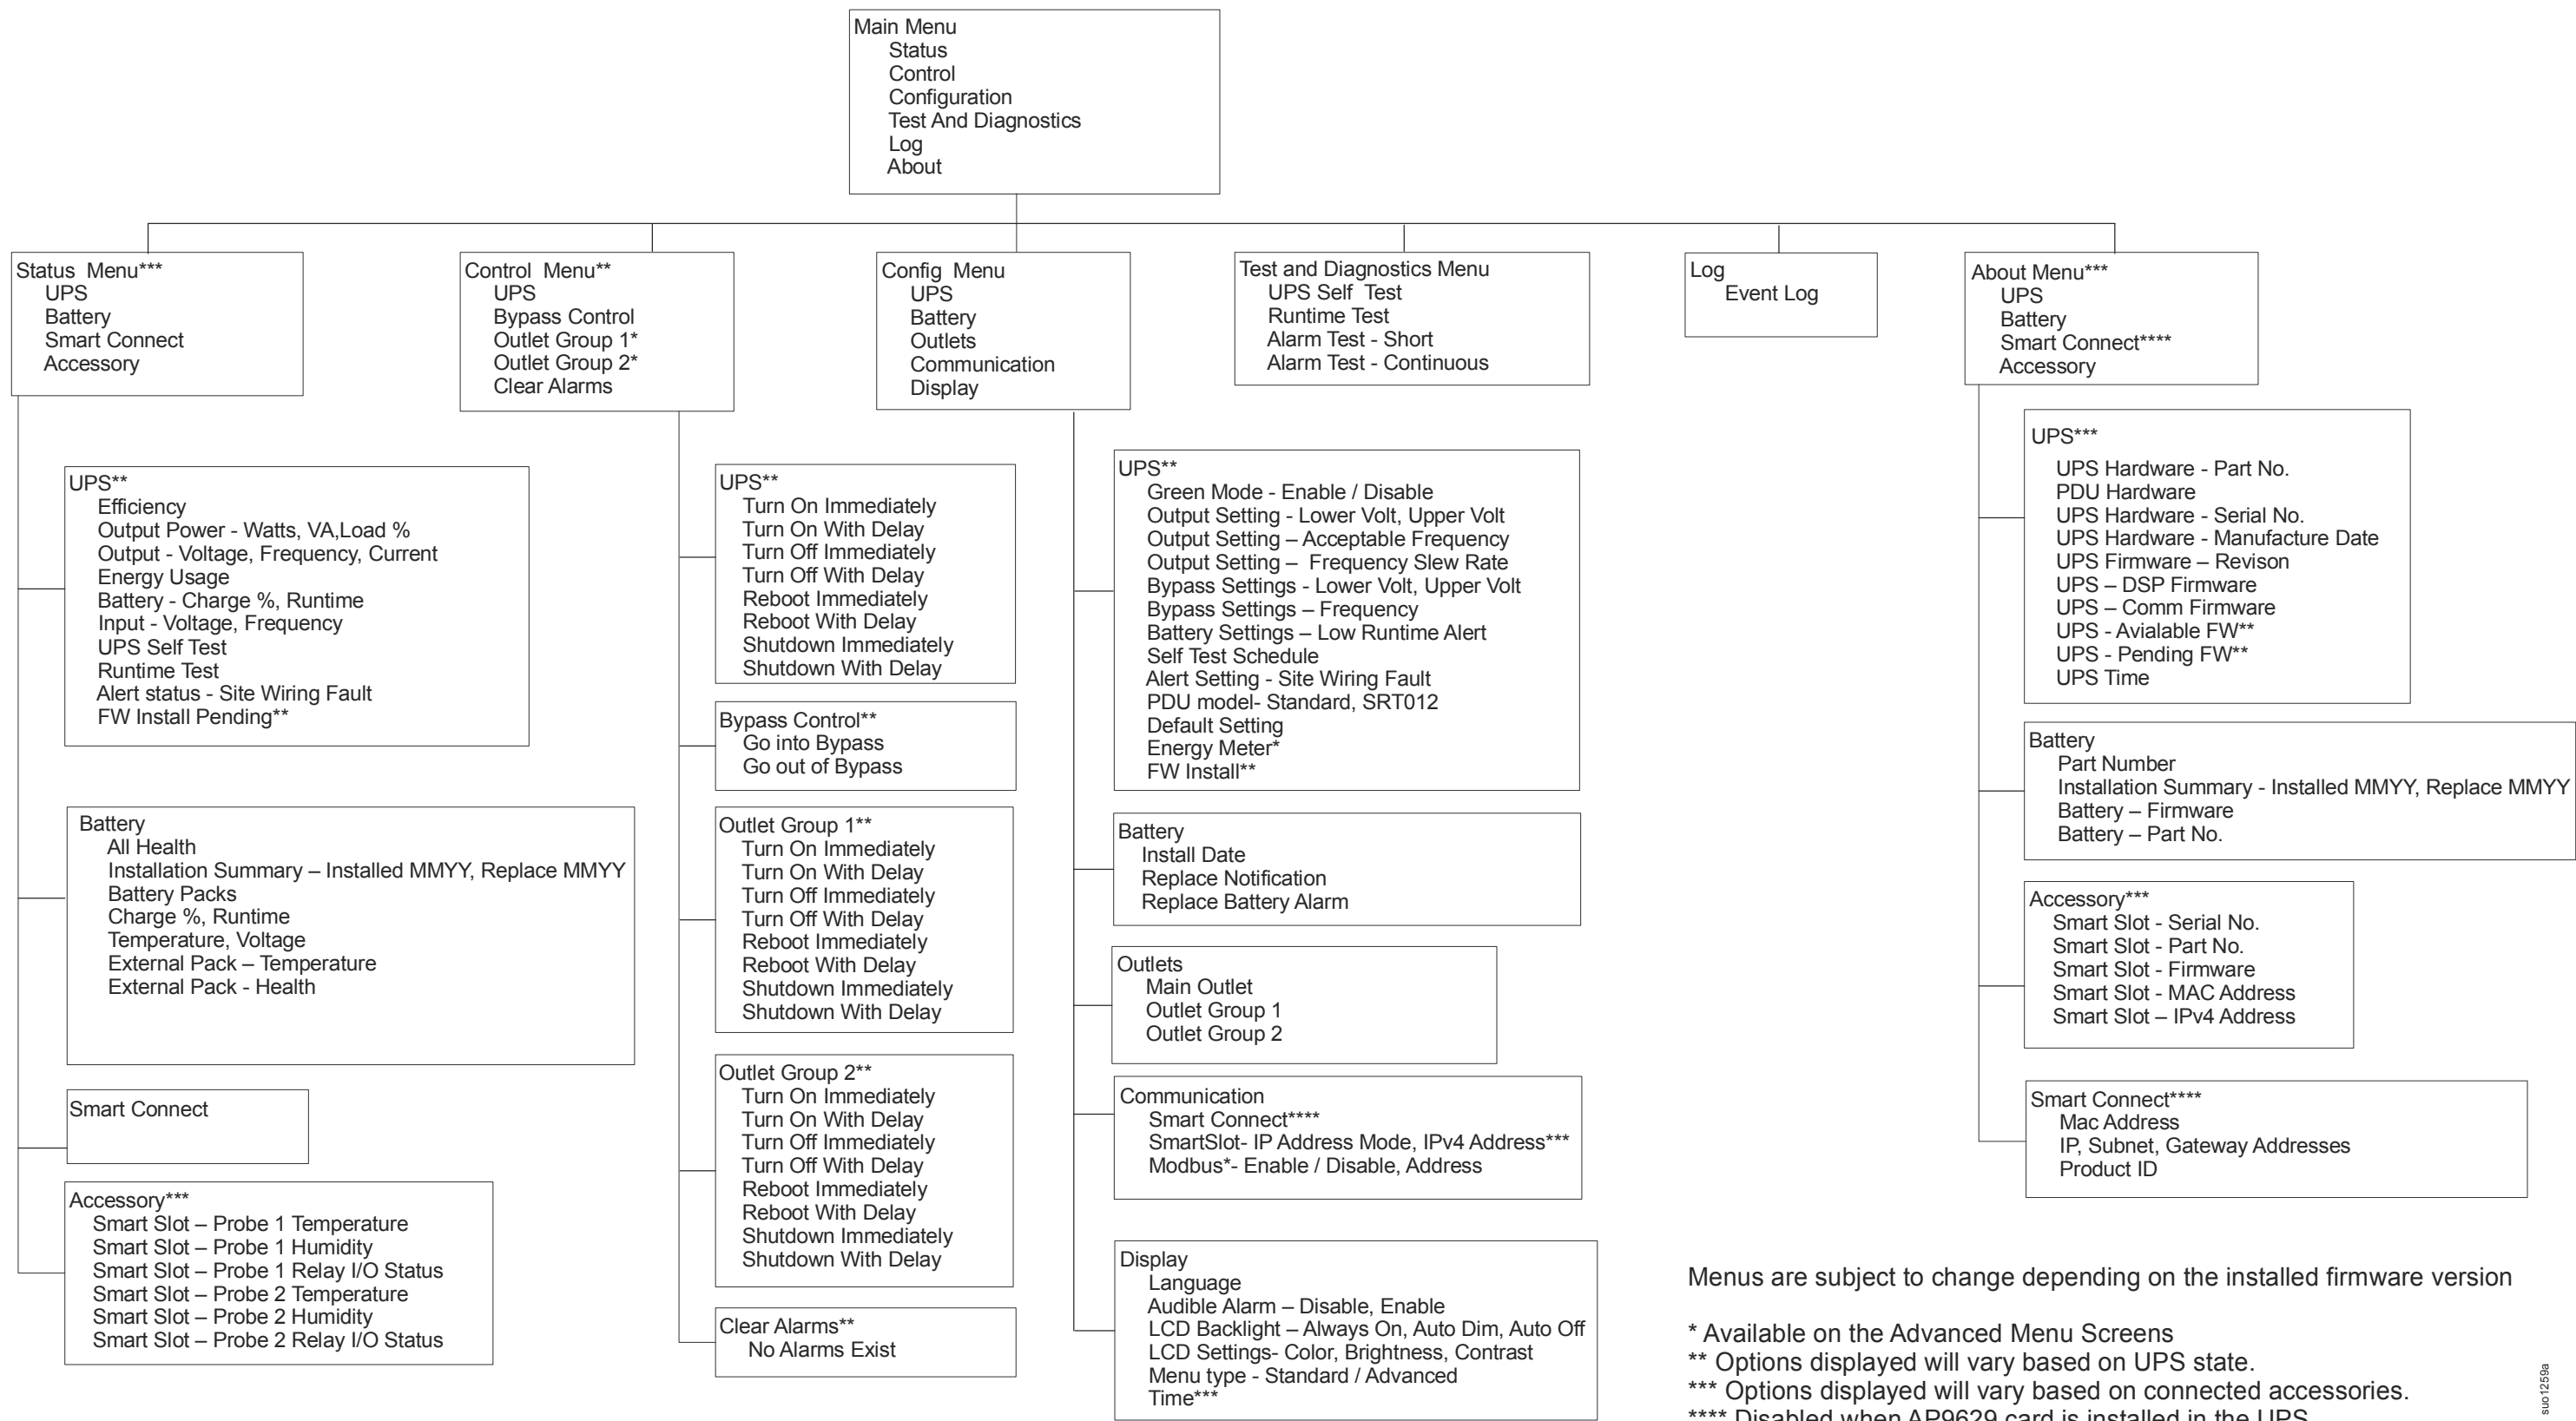 Main Menu
Status
Control
Configuration
Test And Diagnostics
Log
About
Status Menu***
UPS
Battery
Smart Connect
Accessory
UPS**
Efficiency
Output Power - Watts, VA,Load %
Output - Voltage, Frequency, Current
Energy Usage
Battery - Charge %, Runtime
Input - Voltage, Frequency
UPS Self Test
Runtime Test
Alert status - Site Wiring Fault
FW Install Pending**
Battery
All Health
Installation Summary – Installed MMYY, Replace MMYY
Battery Packs
Charge %, Runtime
Temperature, Voltage
External Pack – Temperature
External Pack - Health
Smart Connect
Accessory***
Smart Slot – Probe 1 Temperature
Smart Slot – Probe 1 Humidity
Smart Slot – Probe 1 Relay I/O Status
Smart Slot – Probe 2 Temperature
Smart Slot – Probe 2 Humidity
Smart Slot – Probe 2 Relay I/O Status
Control Menu**
UPS
Bypass Control
Outlet Group 1*
Outlet Group 2*
Clear Alarms
UPS**
Turn On Immediately
Turn On With Delay
Turn Off Immediately
Turn Off With Delay
Reboot Immediately
Reboot With Delay
Shutdown Immediately
Shutdown With Delay
Bypass Control**
Go into Bypass
Go out of Bypass
Outlet Group 1**
Turn On Immediately
Turn On With Delay
Turn Off Immediately
Turn Off With Delay
Reboot Immediately
Reboot With Delay
Shutdown Immediately
Shutdown With Delay
Outlet Group 2**
Turn On Immediately
Turn On With Delay
Turn Off Immediately
Turn Off With Delay
Reboot Immediately
Reboot With Delay
Shutdown Immediately
Shutdown With Delay
Clear Alarms**
No Alarms Exist
Config Menu
UPS
Battery
Outlets
Communication
Display
UPS**
Green Mode - Enable / Disable
Output Setting - Lower Volt, Upper Volt
Output Setting – Acceptable Frequency
Output Setting – Frequency Slew Rate
Bypass Settings - Lower Volt, Upper Volt
Bypass Settings – Frequency
Battery Settings – Low Runtime Alert
Self Test Schedule
Alert Setting - Site Wiring Fault
PDU model- Standard, SRT012
Default Setting
Energy Meter*
FW Install**
Battery
Install Date
Replace Notification
Replace Battery Alarm
Outlets
Main Outlet
Outlet Group 1
Outlet Group 2
Communication
Smart Connect****
SmartSlot- IP Address Mode, IPv4 Address***
Modbus*- Enable / Disable, Address
Display
Language
Audible Alarm – Disable, Enable
LCD Backlight – Always On, Auto Dim, Auto Off
LCD Settings- Color, Brightness, Contrast
Menu type - Standard / Advanced
Time***
Test and Diagnostics Menu
UPS Self Test
Runtime Test
Alarm Test - Short
Alarm Test - Continuous
Log
Event Log
About Menu***
UPS
Battery
Smart Connect****
Accessory
UPS***
UPS Hardware - Part No.
PDU Hardware
UPS Hardware - Serial No.
UPS Hardware - Manufacture Date
UPS Firmware – Revison
UPS – DSP Firmware
UPS – Comm Firmware
UPS - Avialable FW**
UPS - Pending FW**
UPS Time
Battery
Part Number
Installation Summary - Installed MMYY, Replace MMYY
Battery – Firmware
Battery – Part No.
Accessory***
Smart Slot - Serial No.
Smart Slot - Part No.
Smart Slot - Firmware
Smart Slot - MAC Address
Smart Slot – IPv4 Address
Smart Connect****
Mac Address
IP, Subnet, Gateway Addresses
Product ID
Menus are subject to change depending on the installed firmware version
* Available on the Advanced Menu Screens
** Options displayed will vary based on UPS state.
*** Options displayed will vary based on connected accessories.
**** Disabled when AP9629 card is installed in the UPS
suo1259a